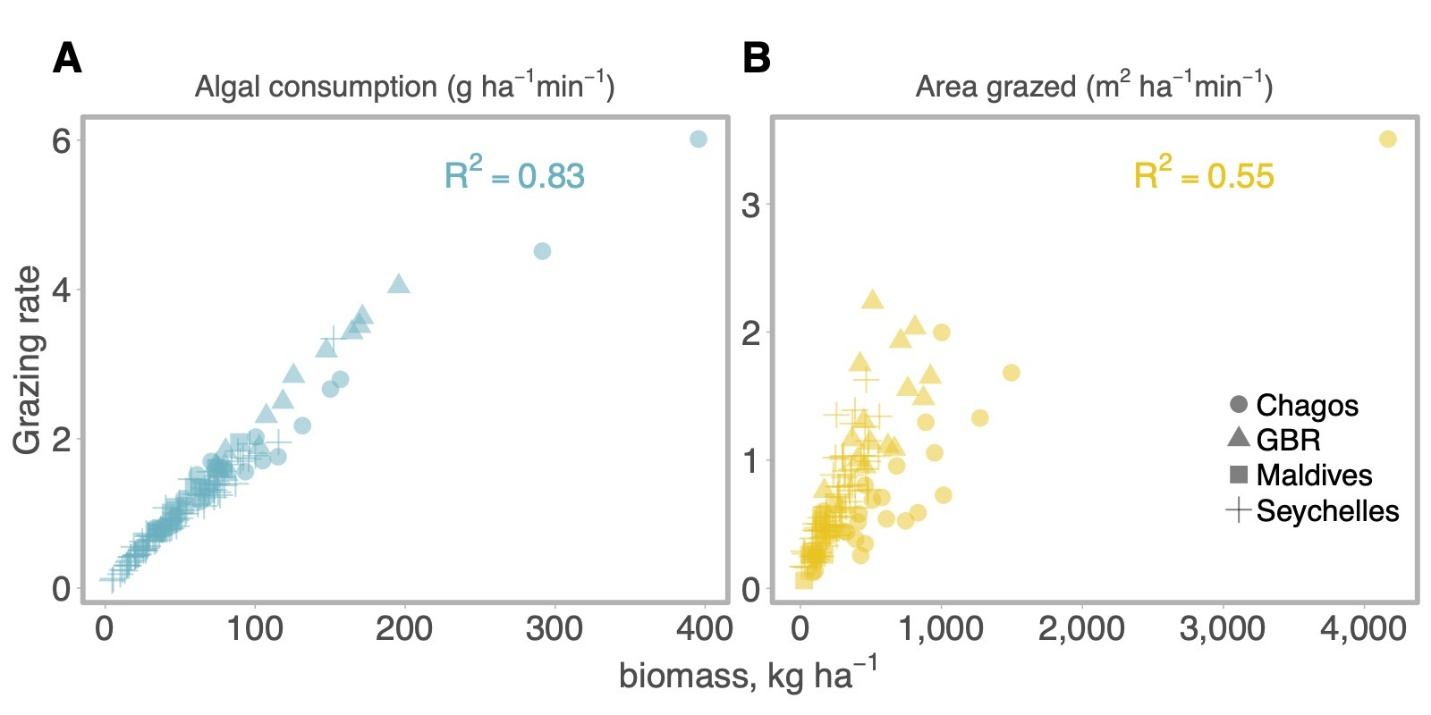 A
B
Algal consumption (g ha⁻¹min⁻¹)
Area grazed (m² ha⁻¹min⁻¹)
Grazing rate
6
4
2
0
R² = 0.83
0
100
200
300
400
3
2
1
0
R² = 0.55
Chagos
GBR
Maldives
Seychelles
0
1,000
2,000
3,000
4,000
biomass, kg ha⁻¹